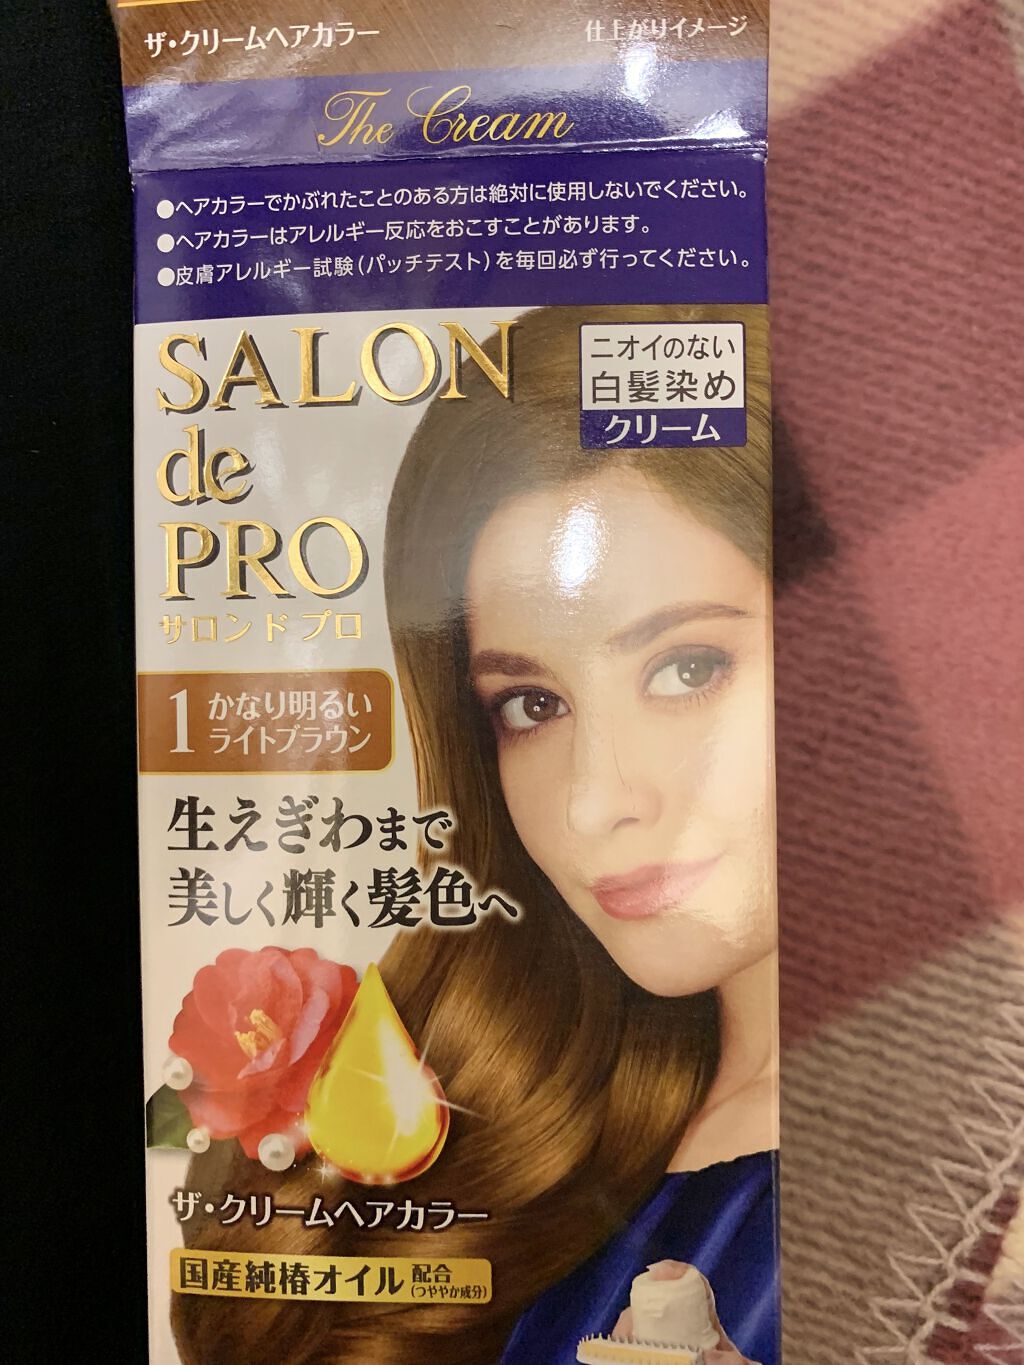 ザ・クリームヘアカラー
仕上がりイメージ
The Cream
●ヘアカラーでかぶれたことのある方は絶対に使用しないでください。
●ヘアカラーはアレルギー反応をおこすことがあります。
●皮膚アレルギー試験(パッチテスト)を毎回必ず行ってください。
SALON
de
PRO
サロンドプロ
ニオイのない
白髪染め
クリーム
1 かなり明るい
ライトブラウン
生えぎわまで
美しく輝く髪色へ
ザ・クリームヘアカラー
国産純椿オイル 配合
(つややか成分)